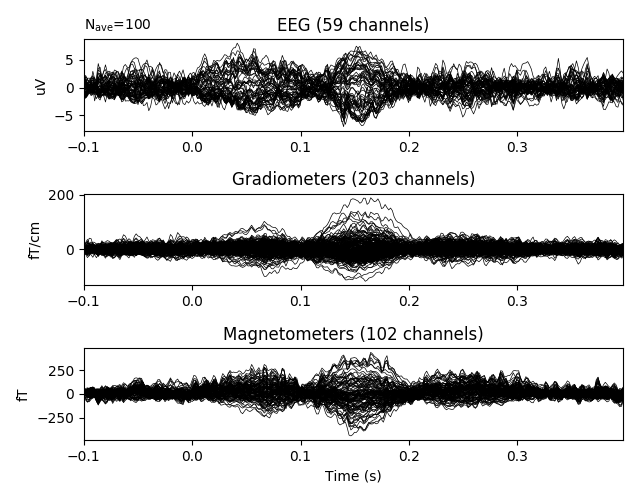 N_ave=100
EEG (59 channels)
uV
5
0
−5
−0.1 0.0 0.1 0.2 0.3
Gradiometers (203 channels)
fT/cm
200
0
−0.1 0.0 0.1 0.2 0.3
Magnetometers (102 channels)
fT
250
0
−250
−0.1 0.0 0.1 0.2 0.3
Time (s)